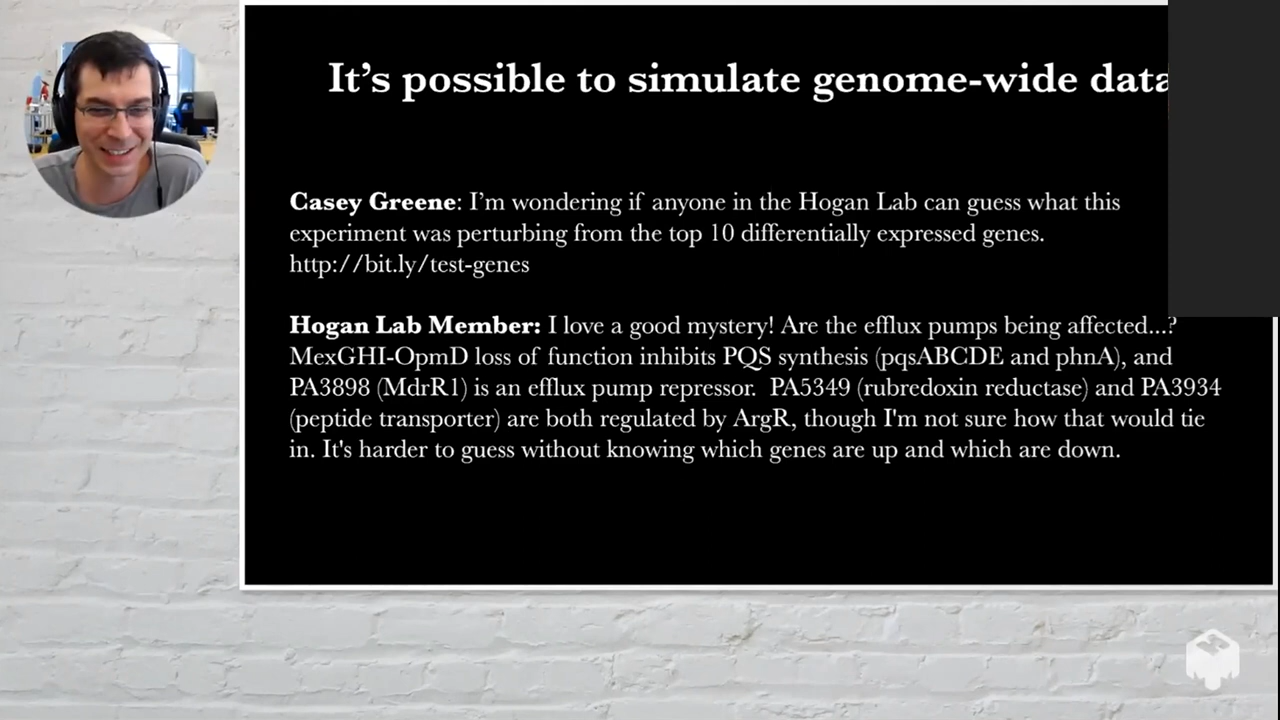 It's possible to simulate genome-wide data
Casey Greene: I'm wondering if anyone in the Hogan Lab can guess what this
experiment was perturbing from the top 10 differentially expressed genes.
http://bit.ly/test-genes
Hogan Lab Member: I love a good mystery! Are the efflux pumps being affected...?
MexGHI-OpmD loss of function inhibits PQS synthesis (pqsABCDE and phnA), and
PA3898 (MdrR1) is an efflux pump repressor.  PA5349 (rubredoxin reductase) and PA3934
(peptide transporter) are both regulated by ArgR, though I'm not sure how that would tie
in. It's harder to guess without knowing which genes are up and which are down.